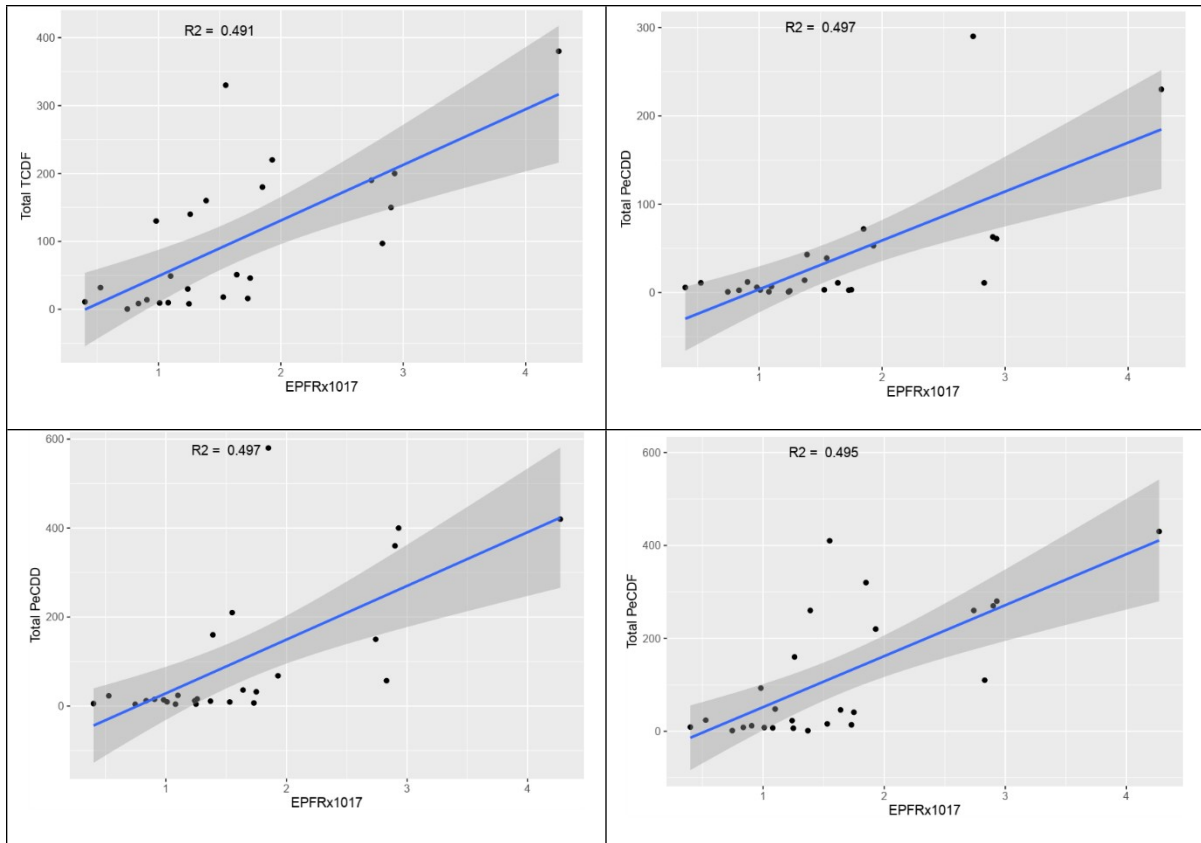 R2 = 0.491
Total TCDF
400
300
200
100
0
1 2 3 4
EPFRx1017
R2 = 0.497
Total PeCDD
300
200
100
0
1 2 3 4
EPFRx1017
R2 = 0.497
Total PeCDD
600
400
200
0
1 2 3 4
EPFRx1017
R2 = 0.495
Total PeCDF
600
400
200
0
1 2 3 4
EPFRx1017